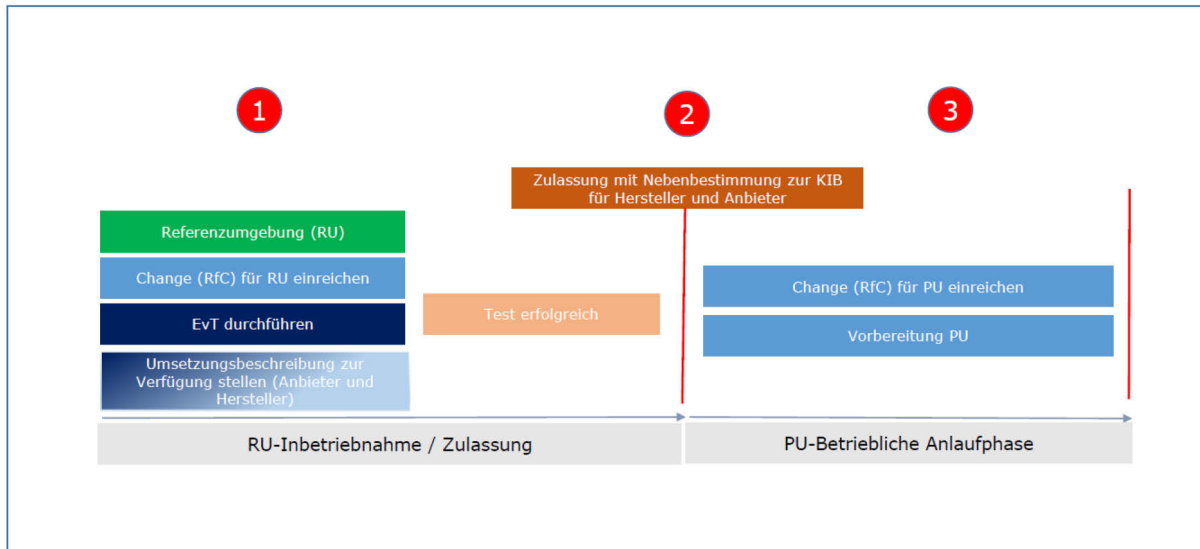 1
2
3
Zulassung mit Nebenbestimmung zur KIB
für Hersteller und Anbieter
Referenzumgebung (RU)
Change (RfC) für RU einreichen
EvT durchführen
Umsetzungsbeschreibung zur
Verfügung stellen (Anbieter und
Hersteller)
Test erfolgreich
Change (RfC) für PU einreichen
Vorbereitung PU
RU-Inbetriebnahme / Zulassung
PU-Betriebliche Anlaufphase